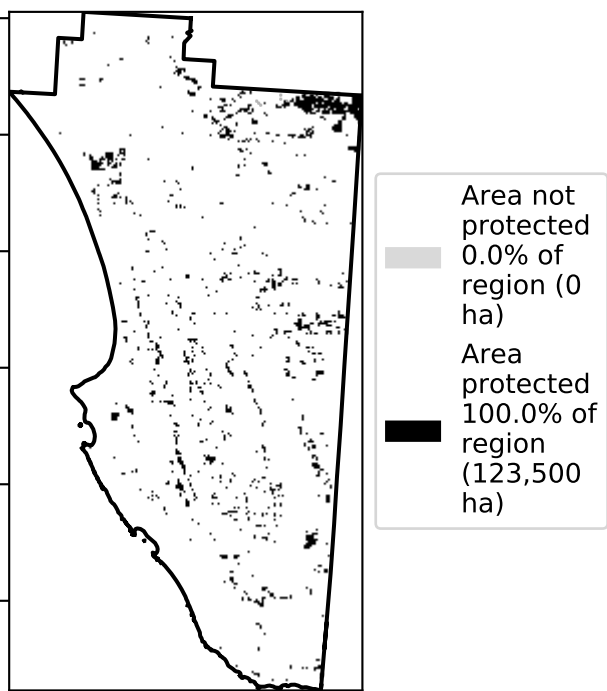 Area not
protected
0.0% of
region (0
ha)
Area
protected
100.0% of
region
(123,500
ha)